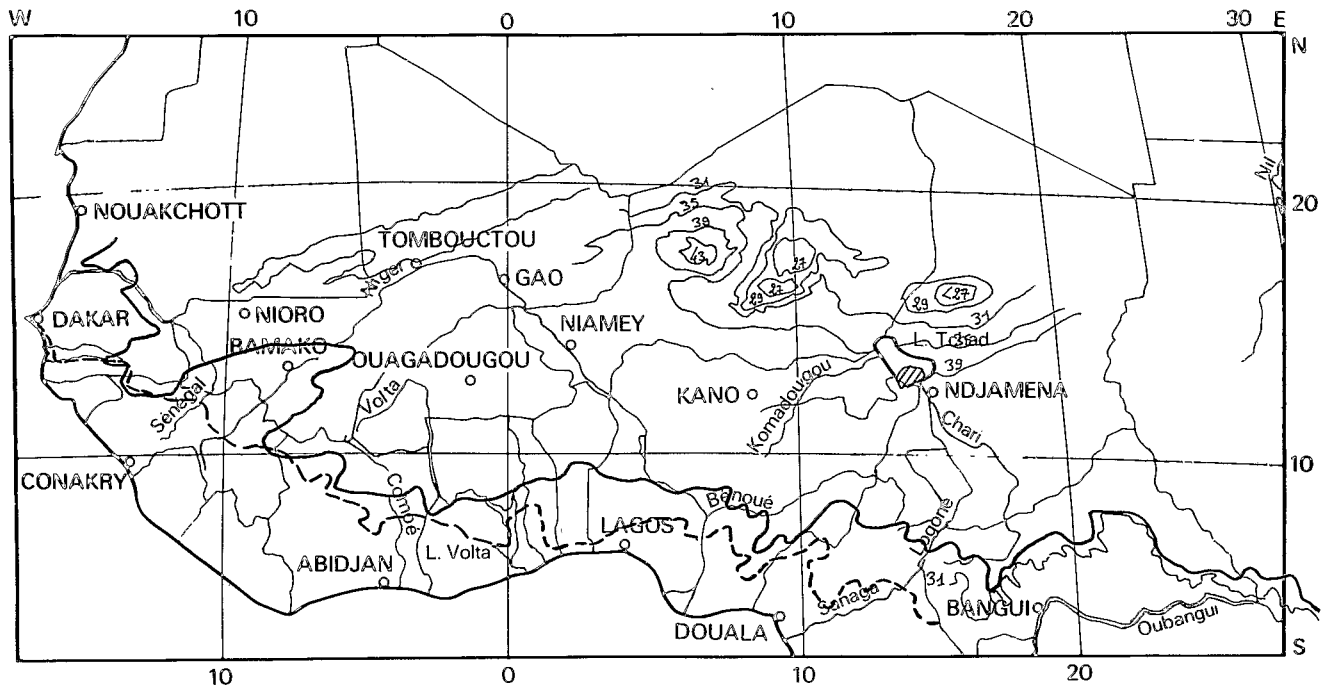 W 10 0 10 20 30 E
N
Nil
31
20
NOUAKCHOTT
35
39
TOMBOUCTOU
43
27
Niger
GAO
29 27
29 <27
DAKAR
NIORO
31
NIAMEY
L. Tchad
BAMAKO
OUAGADOUGOU
39
Sénégal
Volta
KANO
Komadougou
NDJAMENA
Chari
10
CONAKRY
Comoé
Bénoué
LAGOS
Logone
L. Volta
ABIDJAN
31
Sanaga
BANGUI
DOUALA
Oubangui
S
10 0 10 20